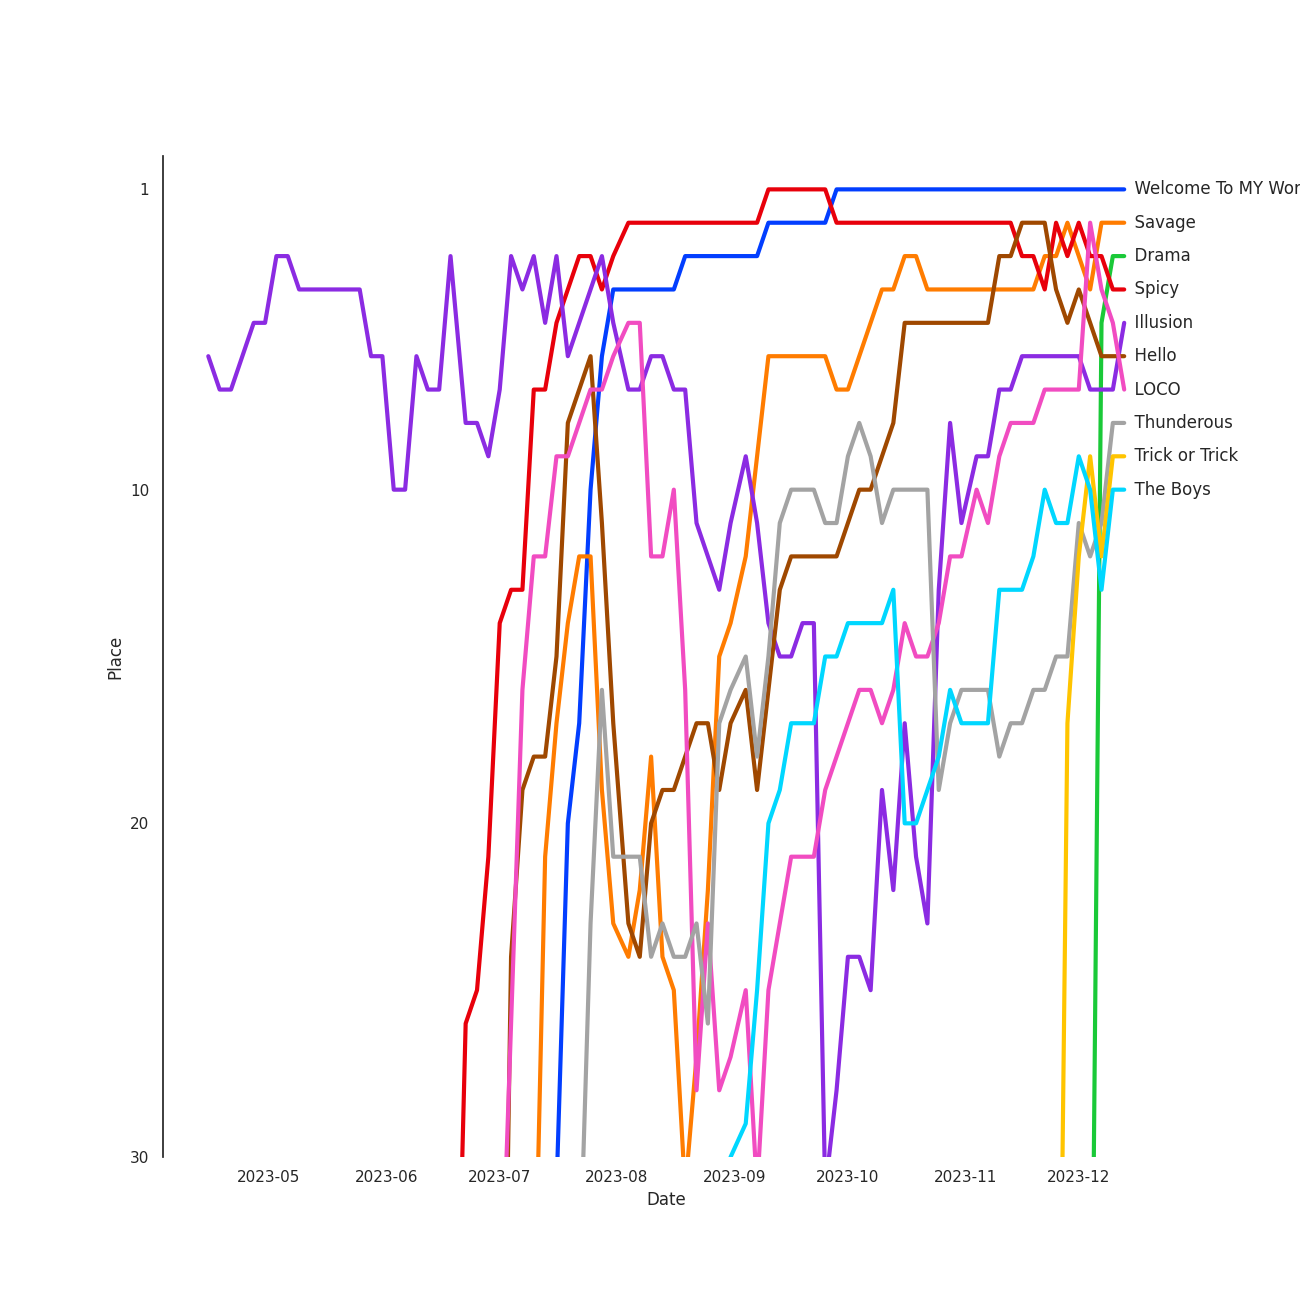 1
Welcome To MY Wor
Savage
Drama
Spicy
Illusion
Hello
LOCO
Thunderous
Trick or Trick
10
The Boys
Place
20
30
2023-05 2023-06 2023-07 2023-08 2023-09 2023-10 2023-11 2023-12
Date